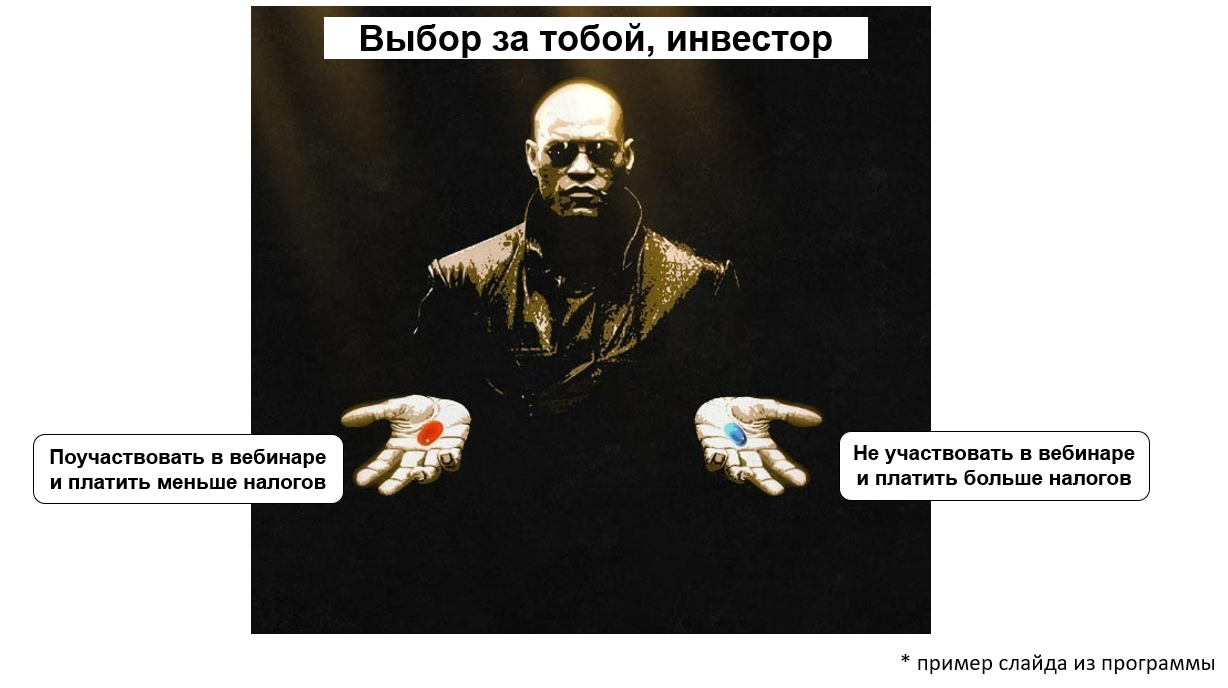 Выбор за тобой, инвестор
Поучаствовать в вебинаре
и платить меньше налогов
Не участвовать в вебинаре
и платить больше налогов
* пример слайда из программы